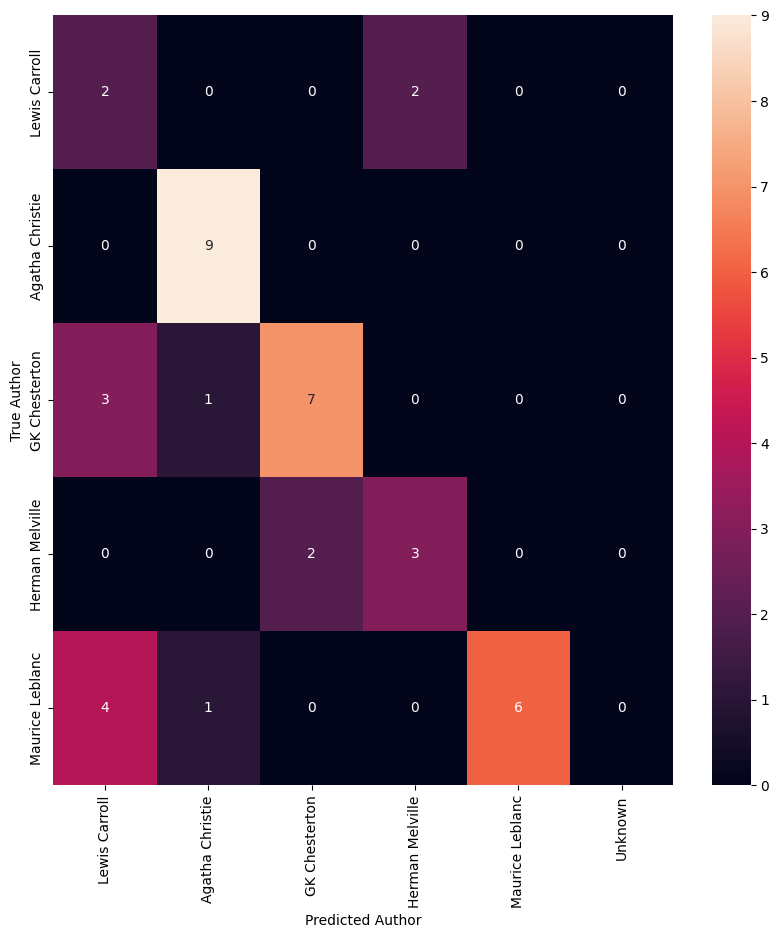 Lewis Carroll 2 0 0 2 0 0
Agatha Christie 0 9 0 0 0 0
GK Chesterton 3 1 7 0 0 0
Herman Melville 0 0 2 3 0 0
Maurice Leblanc 4 1 0 0 6 0
True Author
Lewis Carroll Agatha Christie GK Chesterton Herman Melville Maurice Leblanc Unknown
Predicted Author
9
8
7
6
5
4
3
2
1
0